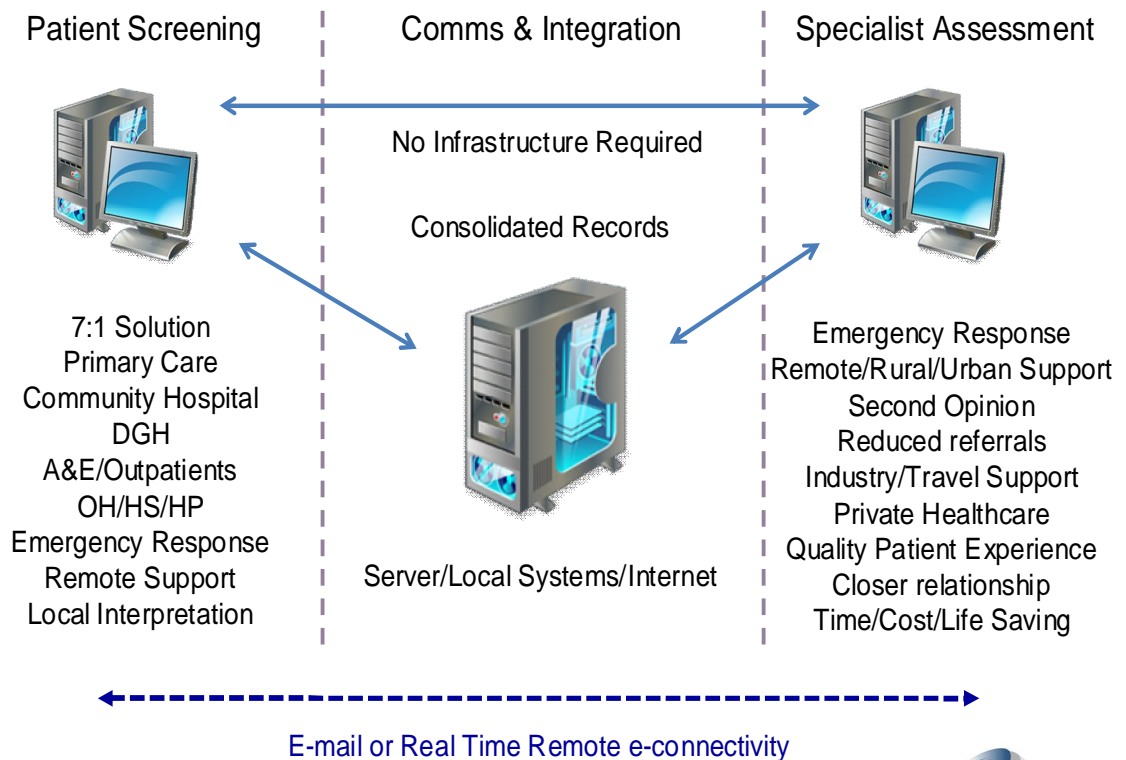 Patient Screening
Comms & Integration
Specialist Assessment
No Infrastructure Required
Consolidated Records
7:1 Solution
Primary Care
Community Hospital
DGH
A&E/Outpatients
OH/HS/HP
Emergency Response
Remote Support
Local Interpretation
Server/Local Systems/Internet
Emergency Response
Remote/Rural/Urban Support
Second Opinion
Reduced referrals
Industry/Travel Support
Private Healthcare
Quality Patient Experience
Closer relationship
Time/Cost/Life Saving
E-mail or Real Time Remote e-connectivity